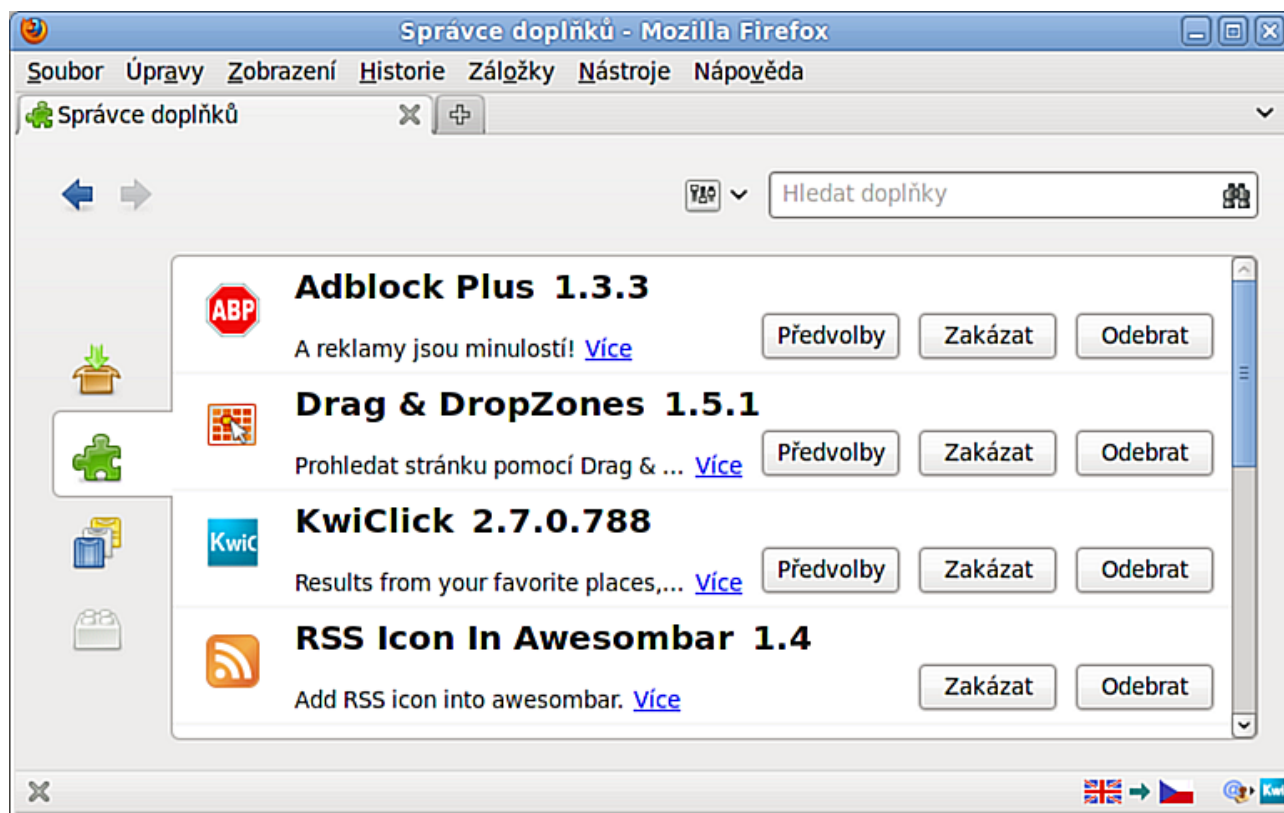 Správce doplňků - Mozilla Firefox
Soubor Úpravy Zobrazení Historie Záložky Nástroje Nápověda
Správce doplňků
Hledat doplňky
Adblock Plus 1.3.3
ABP
A reklamy jsou minulostí! Více Předvolby Zakázat Odebrat
Drag & DropZones 1.5.1
Prohledat stránku pomocí Drag & ... Více Předvolby Zakázat Odebrat
KwiClick 2.7.0.788
Kwic
Results from your favorite places,... Více Předvolby Zakázat Odebrat
RSS Icon In Awesombar 1.4
Add RSS icon into awesombar. Více Zakázat Odebrat